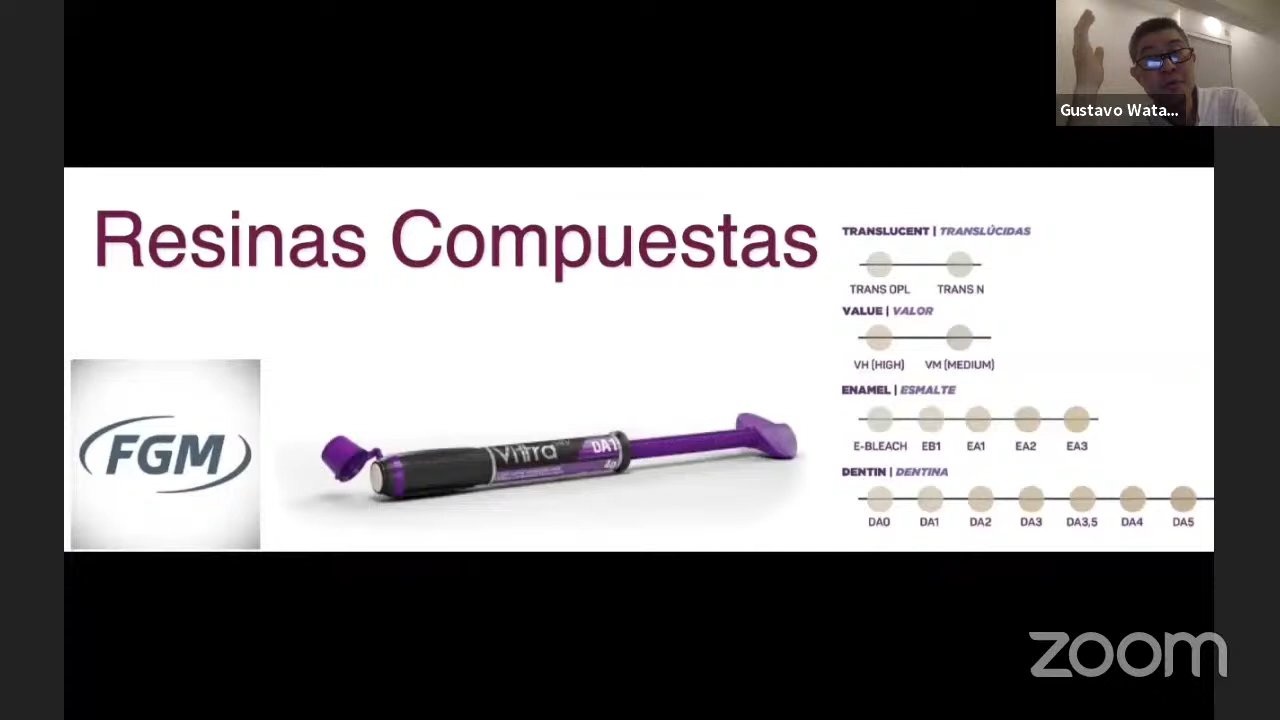 Gustavo Wata...
Resinas Compuestas
TRANSLUCENT | TRANSLÚCIDAS
TRANS OPL TRANS N
VALUE | VALOR
VH (HIGH) VM (MEDIUM)
ENAMEL | ESMALTE
E-BLEACH EB1 EA1 EA2 EA3
DENTIN | DENTINA
DA0 DA1 DA2 DA3 DA3,5 DA4 DA5
FGM
Vittra
DA1
zoom